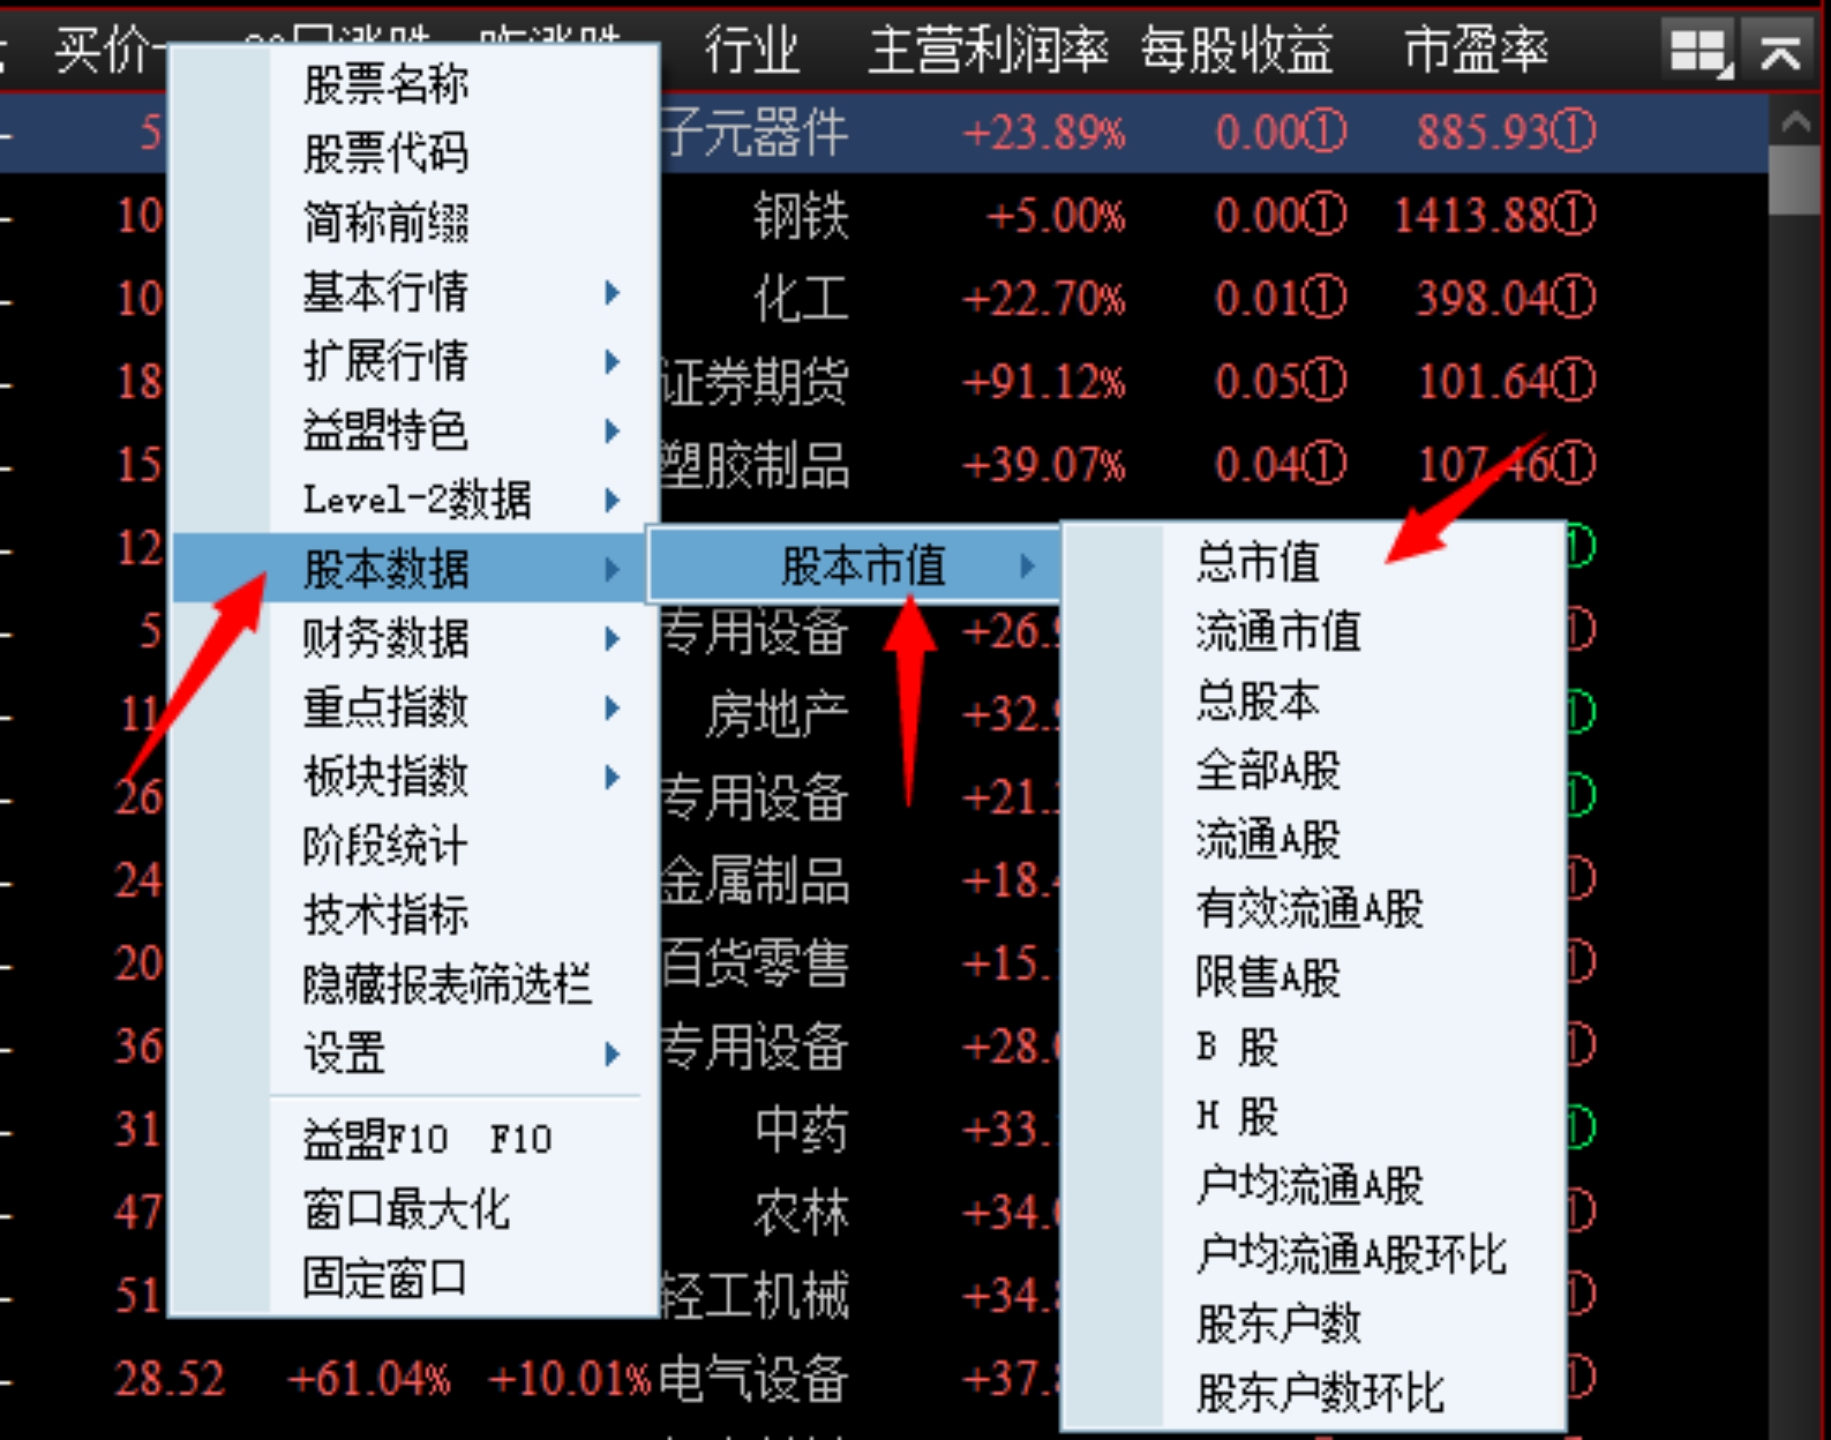 买价一 行业 主营利润率 每股收益 市盈率
5 子元器件 +23.89% 0.00① 885.93①
10 钢铁 +5.00% 0.00① 1413.88①
10 化工 +22.70% 0.01① 398.04①
18 证券期货 +91.12% 0.05① 101.64①
15 塑胶制品 +39.07% 0.04① 107.46①
12 ①
5 专用设备 +26. ①
11 房地产 +32. ①
26 专用设备 +21. ①
24 金属制品 +18. ①
20 百货零售 +15. ①
36 专用设备 +28. ①
31 中药 +33. ①
47 农林 +34. ①
51 轻工机械 +34. ①
28.52 +61.04% +10.01% 电气设备 +37. ①
股票名称
股票代码
简称前缀
基本行情
扩展行情
益盟特色
Level-2数据
股本数据
财务数据
重点指数
板块指数
阶段统计
技术指标
隐藏报表筛选栏
设置
益盟F10 F10
窗口最大化
固定窗口
股本市值
总市值
流通市值
总股本
全部A股
流通A股
有效流通A股
限售A股
B 股
H 股
户均流通A股
户均流通A股环比
股东户数
股东户数环比